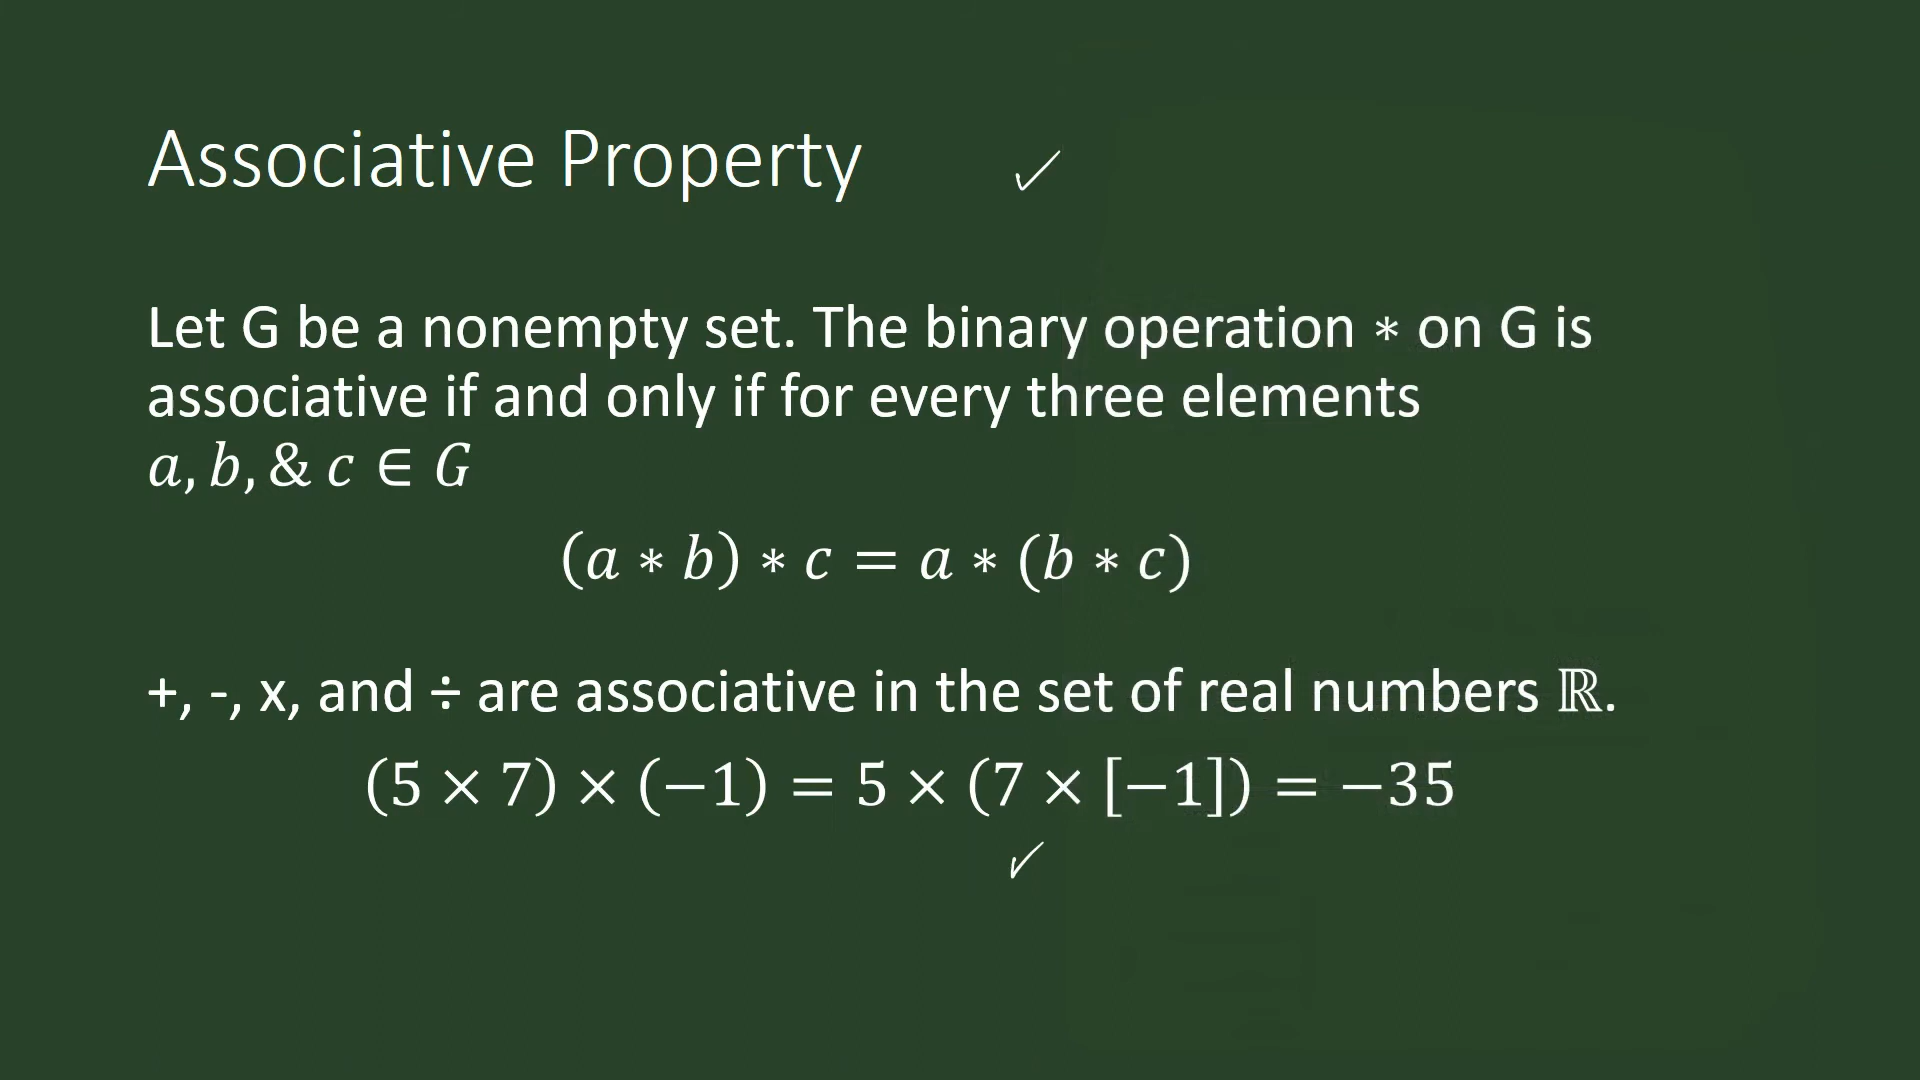 Associative Property ✓
Let G be a nonempty set. The binary operation ∗ on G is
associative if and only if for every three elements
a, b, & c ∈ G
(a ∗ b) ∗ c = a ∗ (b ∗ c)
+, -, x, and ÷ are associative in the set of real numbers ℝ.
(5 × 7) × (−1) = 5 × (7 × [−1]) = −35
✓